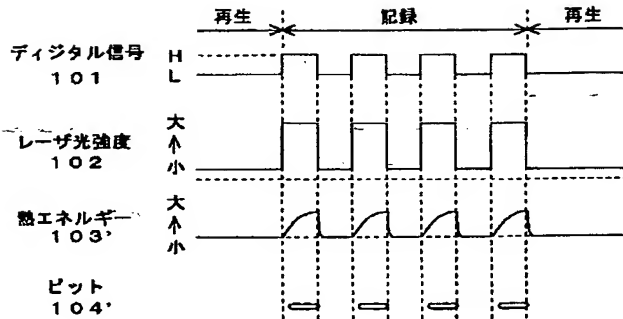 再生 記録 再生
ディジタル信号 H
L
101
レーザ光強度 大
↑
小
102
熱エネルギー 大
↑
小
103'
ピット
104'